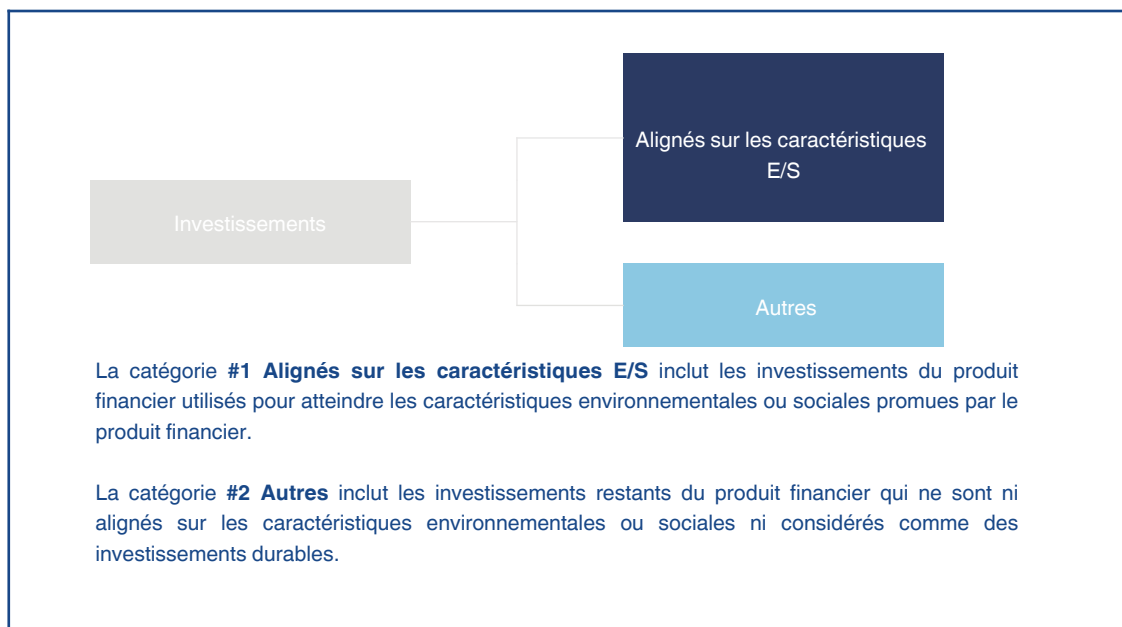 Alignés sur les caractéristiques
E/S
Investissements
Autres
La catégorie #1 Alignés sur les caractéristiques E/S inclut les investissements du produit
financier utilisés pour atteindre les caractéristiques environnementales ou sociales promues par le
produit financier.
La catégorie #2 Autres inclut les investissements restants du produit financier qui ne sont ni
alignés sur les caractéristiques environnementales ou sociales ni considérés comme des
investissements durables.